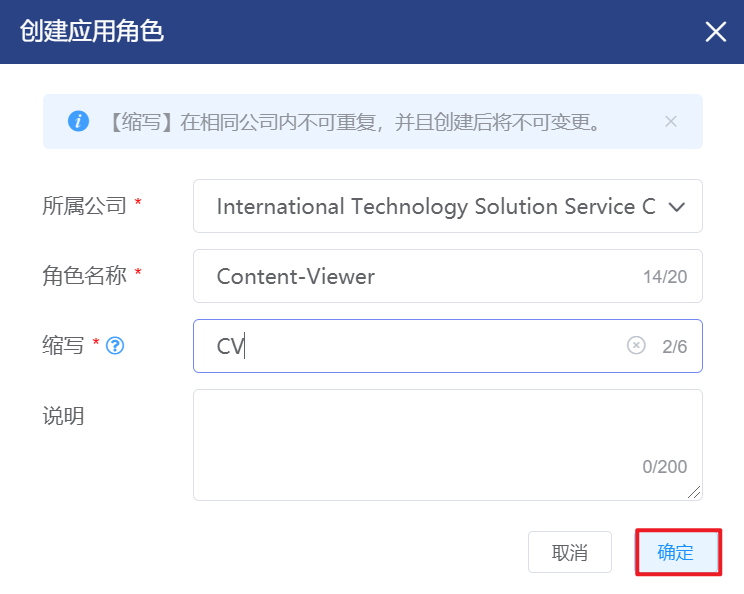 创建应用角色
【缩写】在相同公司内不可重复，并且创建后将不可变更。
所属公司 * International Technology Solution Service C
角色名称 * Content-Viewer 14/20
缩写 * CV 2/6
说明
0/200
取消 确定